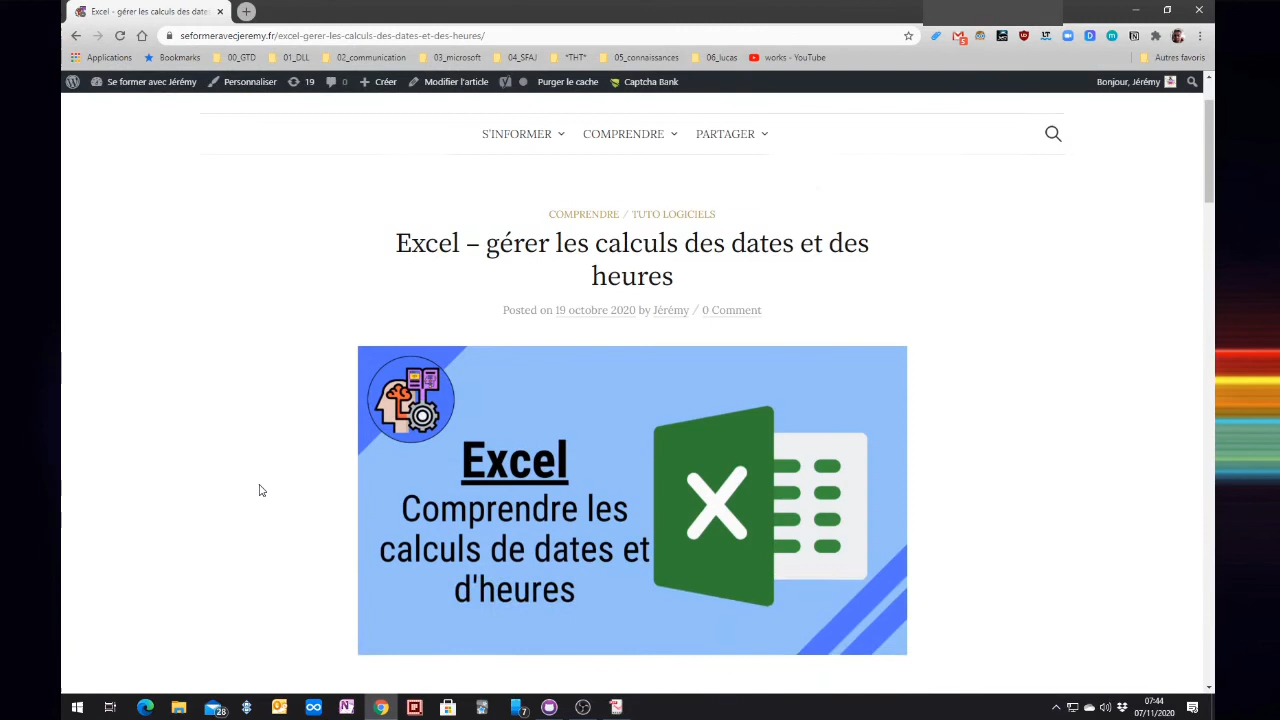 Excel - gérer les calculs des dates
seformeravecjeremy.fr/excel-gerer-les-calculs-des-dates-et-des-heures/
5
Applications Bookmarks 00_GTD 01_DLL 02_communication 03_microsoft 04_SFAJ *THT* 05_connaissances 06_lucas works - YouTube Autres favoris
Se former avec Jérémy Personnaliser 19 0 Créer Modifier l'article Purger le cache Captcha Bank Bonjour, Jérémy
S'INFORMER COMPRENDRE PARTAGER
COMPRENDRE / TUTO LOGICIELS
Excel – gérer les calculs des dates et des
heures
Posted on 19 octobre 2020 by Jérémy / 0 Comment
Excel
Comprendre les
calculs de dates et
d'heures
X
28
7
07:44
07/11/2020